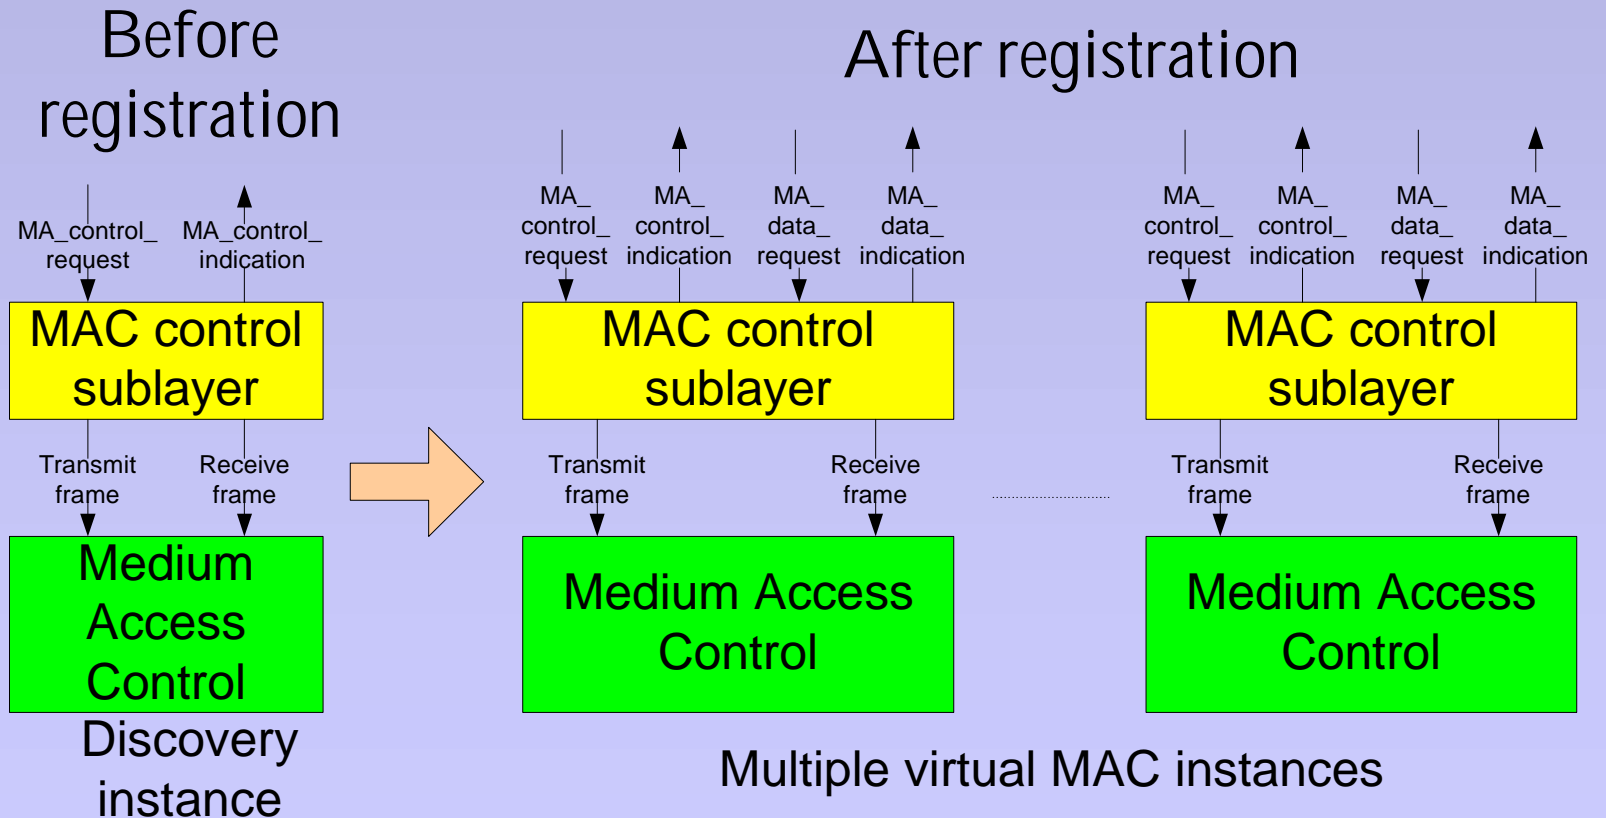 Before
registration
After registration
MA_control_
request
MA_control_
indication
MAC control
sublayer
Transmit
frame
Receive
frame
Medium
Access
Control
Discovery
instance
MA_
control_
request
MA_
control_
indication
MA_
data_
request
MA_
data_
indication
MAC control
sublayer
Transmit
frame
Receive
frame
Medium Access
Control
MA_
control_
request
MA_
control_
indication
MA_
data_
request
MA_
data_
indication
MAC control
sublayer
Transmit
frame
Receive
frame
Medium Access
Control
Multiple virtual MAC instances